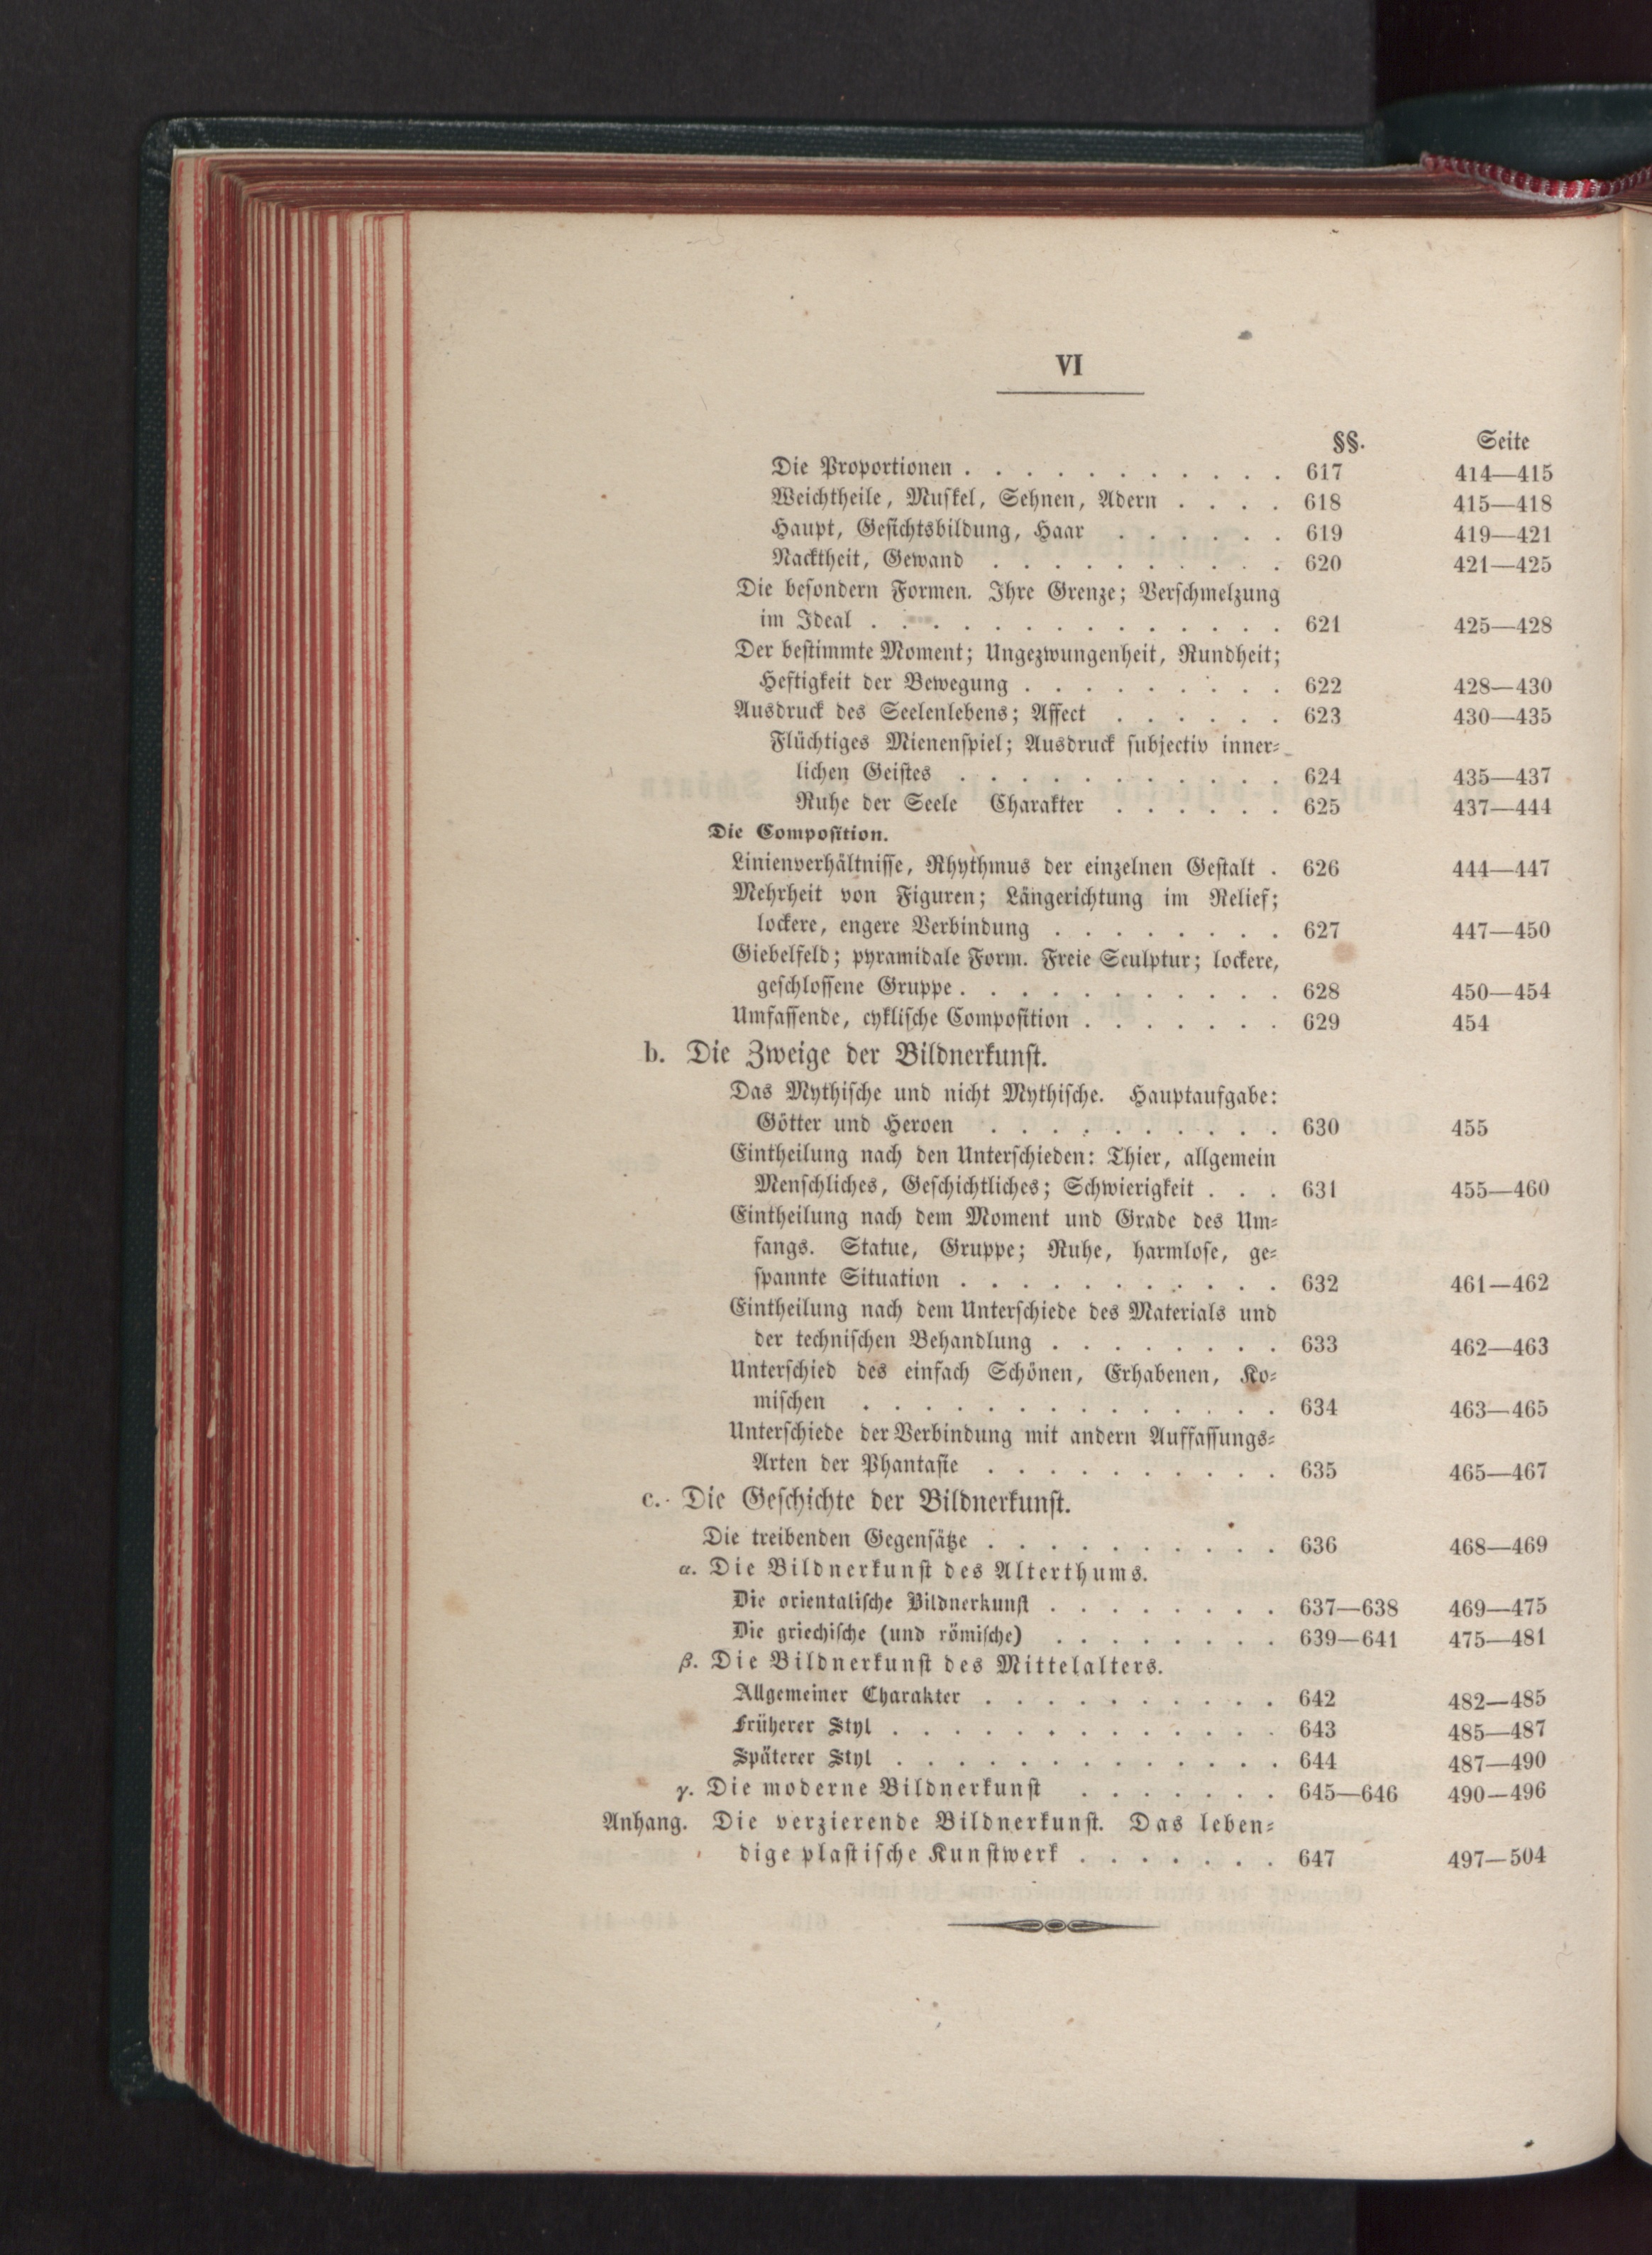 VI
§§. Seite
Die Proportionen . . . . . . . . . . . 617 414—415
Weichtheile, Muskel, Sehnen, Adern . . . . 618 415—418
Haupt, Gesichtsbildung, Haar . . . . . . 619 419—421
Nacktheit, Gewand . . . . . . . . . . 620 421—425
Die besondern Formen. Ihre Grenze; Verschmelzung
im Ideal . . . . . . . . . . . . . . 621 425—428
Der bestimmte Moment; Ungezwungenheit, Rundheit;
Heftigkeit der Bewegung . . . . . . . . . 622 428—430
Ausdruck des Seelenlebens; Affect . . . . . . 623 430—435
Flüchtiges Mienenspiel; Ausdruck subjectiv inner-
lichen Geistes . . . . . . . . . . . 624 435—437
Ruhe der Seele Charakter . . . . . . 625 437—444
Die Composition.
Linienverhältnisse, Rhythmus der einzelnen Gestalt . 626 444—447
Mehrheit von Figuren; Längerichtung im Relief;
lockere, engere Verbindung . . . . . . . . 627 447—450
Giebelfeld; pyramidale Form. Freie Sculptur; lockere,
geschlossene Gruppe . . . . . . . . . . . 628 450—454
Umfassende, cyklische Composition . . . . . . . 629 454
b. Die Zweige der Bildnerkunst.
Das Mythische und nicht Mythische. Hauptaufgabe:
Götter und Heroen . . . . . . . . . . 630 455
Eintheilung nach den Unterschieden: Thier, allgemein
Menschliches, Geschichtliches; Schwierigkeit . . . 631 455—460
Eintheilung nach dem Moment und Grade des Um-
fangs. Statue, Gruppe; Ruhe, harmlose, ge-
spannte Situation . . . . . . . . . . . 632 461—462
Eintheilung nach dem Unterschiede des Materials und
der technischen Behandlung . . . . . . . . 633 462—463
Unterschied des einfach Schönen, Erhabenen, Ko-
mischen . . . . . . . . . . . . . . 634 463—465
Unterschiede der Verbindung mit andern Auffassungs-
Arten der Phantasie . . . . . . . . . . 635 465—467
c. Die Geschichte der Bildnerkunst.
Die treibenden Gegensätze . . . . . . . . . . 636 468—469
α. Die Bildnerkunst des Alterthums.
Die orientalische Bildnerkunst . . . . . . . . 637—638 469—475
Die griechische (und römische) . . . . . . . . 639—641 475—481
β. Die Bildnerkunst des Mittelalters.
Allgemeiner Charakter . . . . . . . . . . 642 482—485
Früherer Styl . . . . . . . . . . . . . 643 485—487
Späterer Styl . . . . . . . . . . . . . 644 487—490
γ. Die moderne Bildnerkunst . . . . . . . 645—646 490—496
Anhang. Die verzierende Bildnerkunst. Das leben-
dige plastische Kunstwerk . . . . . . . 647 497—504